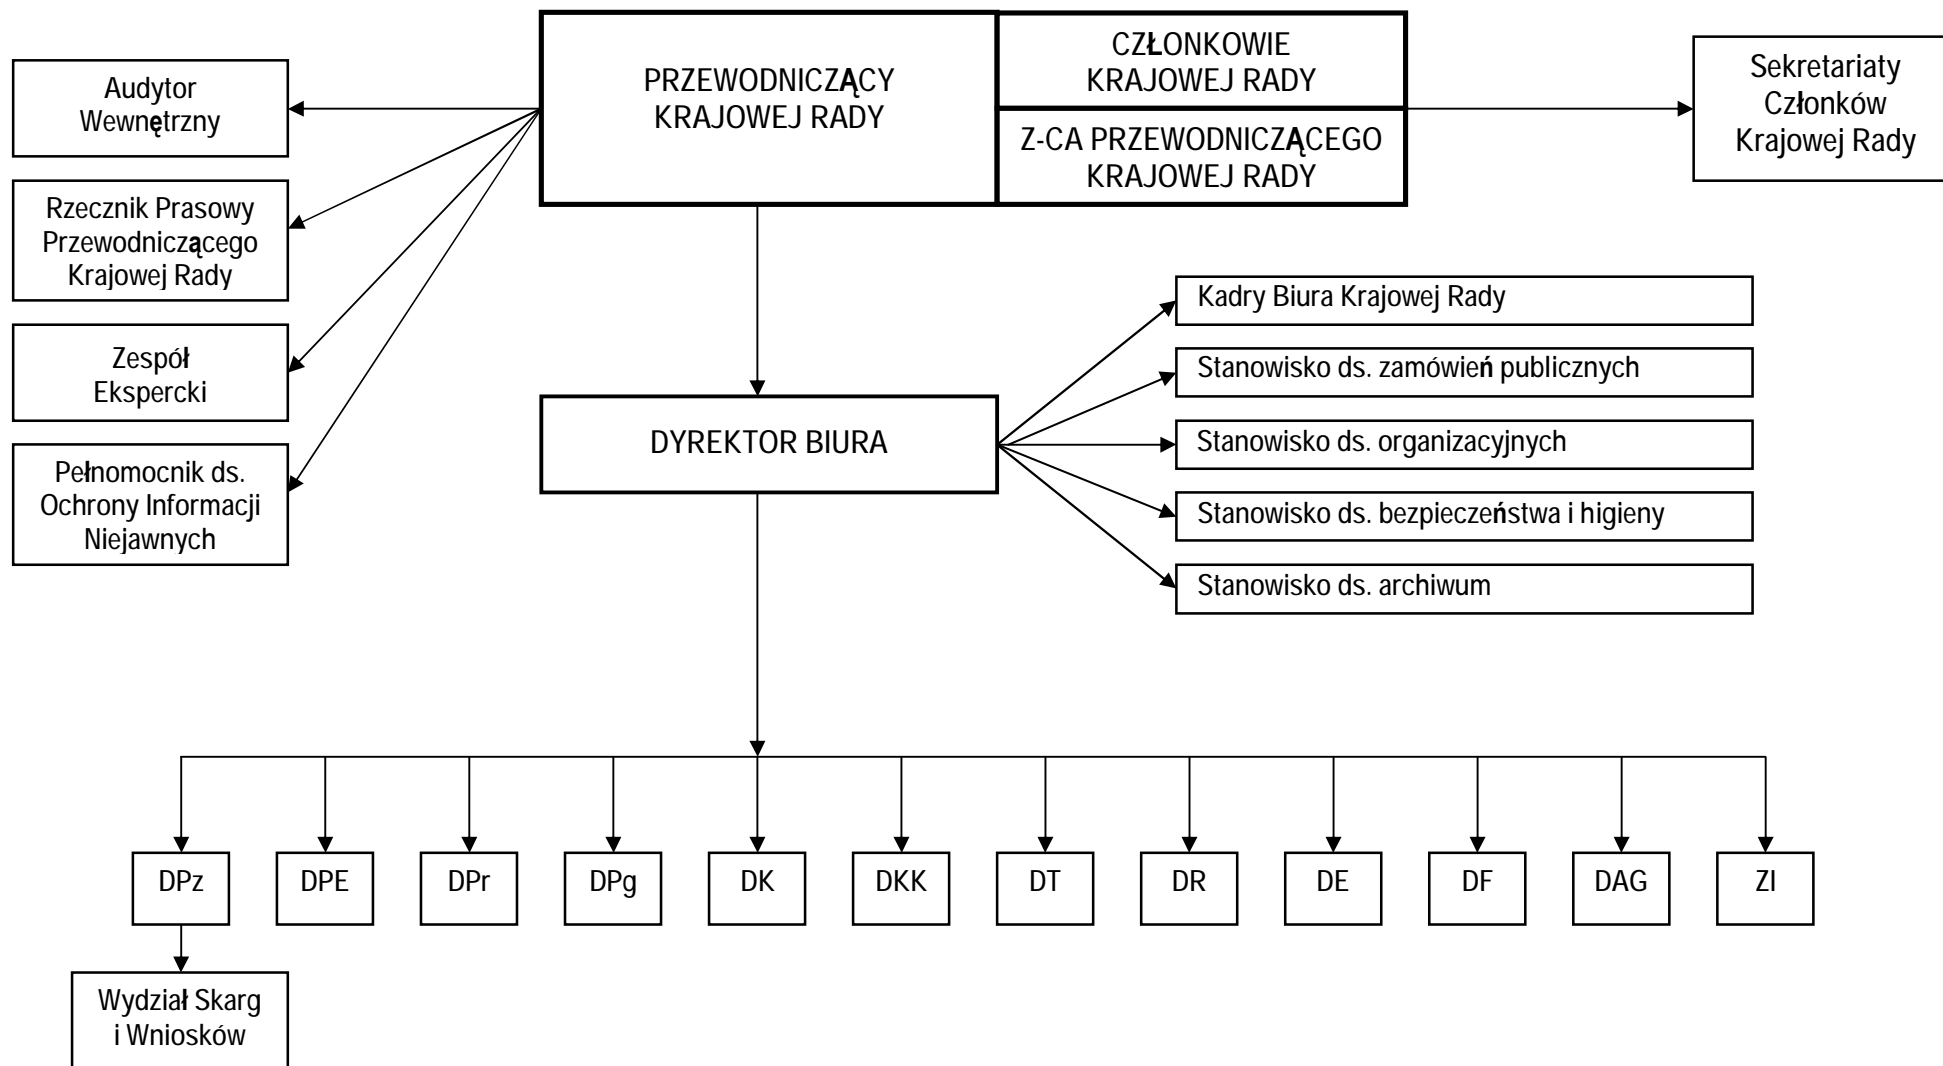 PRZEWODNICZĄCY
KRAJOWEJ RADY
CZŁONKOWIE
KRAJOWEJ RADY
Z-CA PRZEWODNICZĄCEGO
KRAJOWEJ RADY
Sekretariaty
Członków
Krajowej Rady
Audytor
Wewnętrzny
Rzecznik Prasowy
Przewodniczącego
Krajowej Rady
Zespół
Ekspercki
Pełnomocnik ds.
Ochrony Informacji
Niejawnych
DYREKTOR BIURA
Kadry Biura Krajowej Rady
Stanowisko ds. zamówień publicznych
Stanowisko ds. organizacyjnych
Stanowisko ds. bezpieczeństwa i higieny
Stanowisko ds. archiwum
DPz
DPE
DPr
DPg
DK
DKK
DT
DR
DE
DF
DAG
ZI
Wydział Skarg
i Wniosków